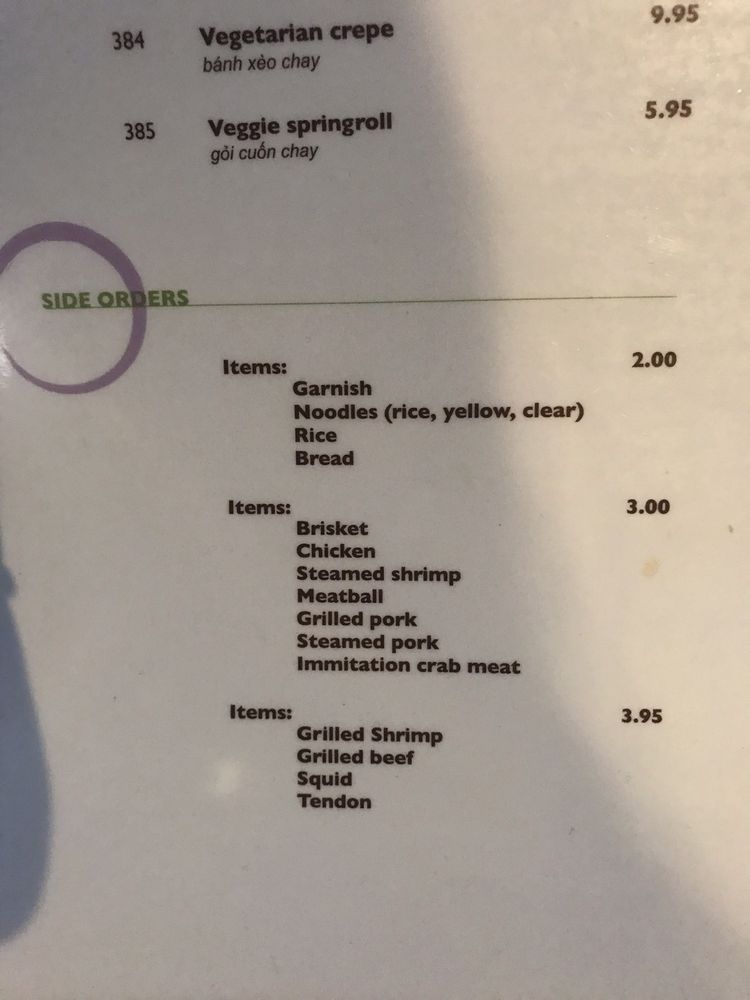 384 Vegetarian crepe 9.95
bánh xèo chay
385 Veggie springroll 5.95
gỏi cuốn chay
SIDE ORDERS
Items: 2.00
Garnish
Noodles (rice, yellow, clear)
Rice
Bread
Items: 3.00
Brisket
Chicken
Steamed shrimp
Meatball
Grilled pork
Steamed pork
Immitation crab meat
Items: 3.95
Grilled Shrimp
Grilled beef
Squid
Tendon